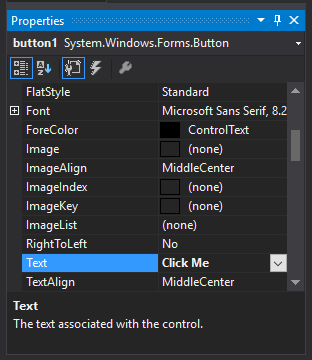 Properties
button1 System.Windows.Forms.Button
FlatStyle Standard
Font Microsoft Sans Serif, 8.2
ForeColor ControlText
Image (none)
ImageAlign MiddleCenter
ImageIndex (none)
ImageKey (none)
ImageList (none)
RightToLeft No
Text Click Me
TextAlign MiddleCenter
Text
The text associated with the control.